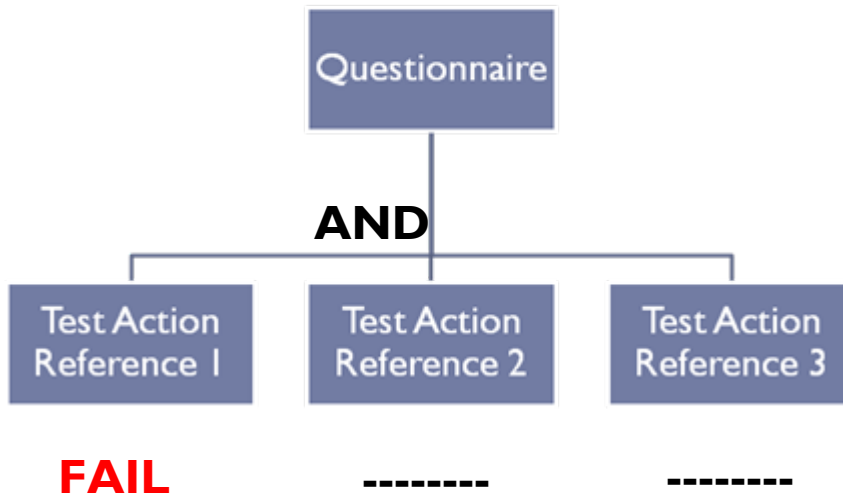 Questionnaire
AND
Test Action
Reference 1
Test Action
Reference 2
Test Action
Reference 3
FAIL
--------
--------